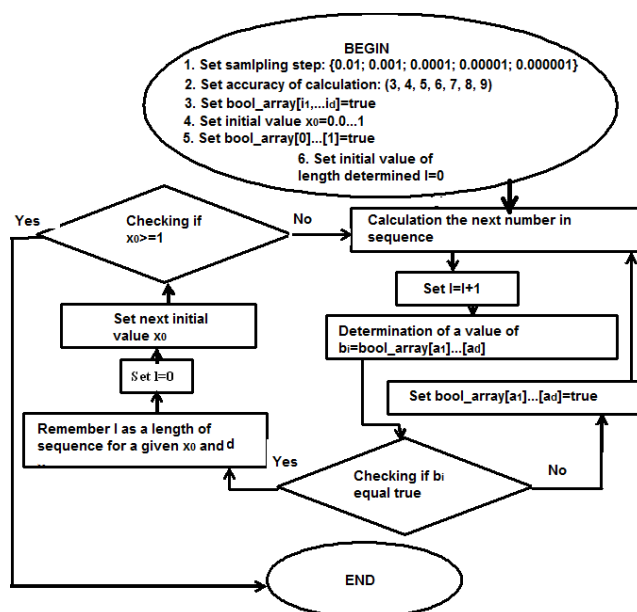 BEGIN
1. Set samlpling step: {0.01; 0.001; 0.0001; 0.00001; 0.000001}
2. Set accuracy of calculation: (3, 4, 5, 6, 7, 8, 9)
3. Set bool_array[i1,...id]=true
4. Set initial value x0=0.0...1
5. Set bool_array[0]...[1]=true
6. Set initial value of
length determined l=0
Yes
Checking if
x0>=1
No
Calculation the next number in
sequence
Set l=l+1
Set next initial
value x0
Determination of a value of
bi=bool_array[a1]...[ad]
Set l=0
Set bool_array[a1]...[ad]=true
Remember l as a length of
sequence for a given x0 and d
Yes
Checking if bi
equal true
No
END